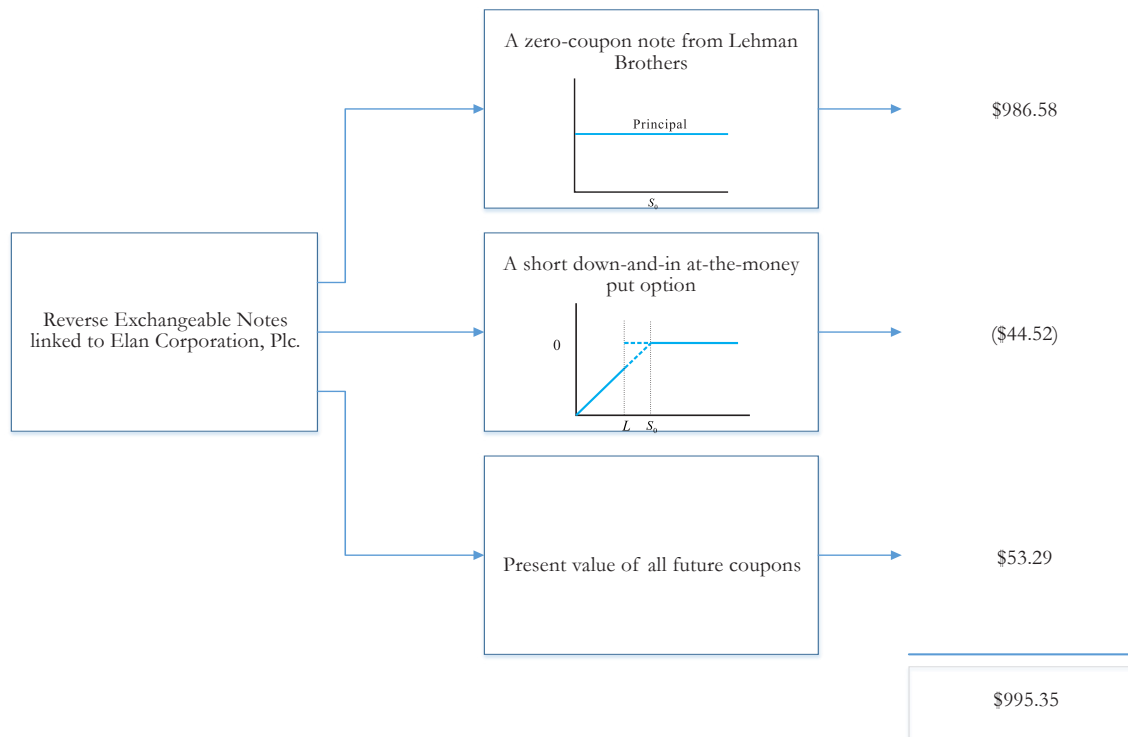 A zero-coupon note from Lehman
Brothers
Principal
S₀
$986.58
Reverse Exchangeable Notes
linked to Elan Corporation, Plc.
A short down-and-in at-the-money
put option
0
L S₀
($44.52)
Present value of all future coupons
$53.29
$995.35